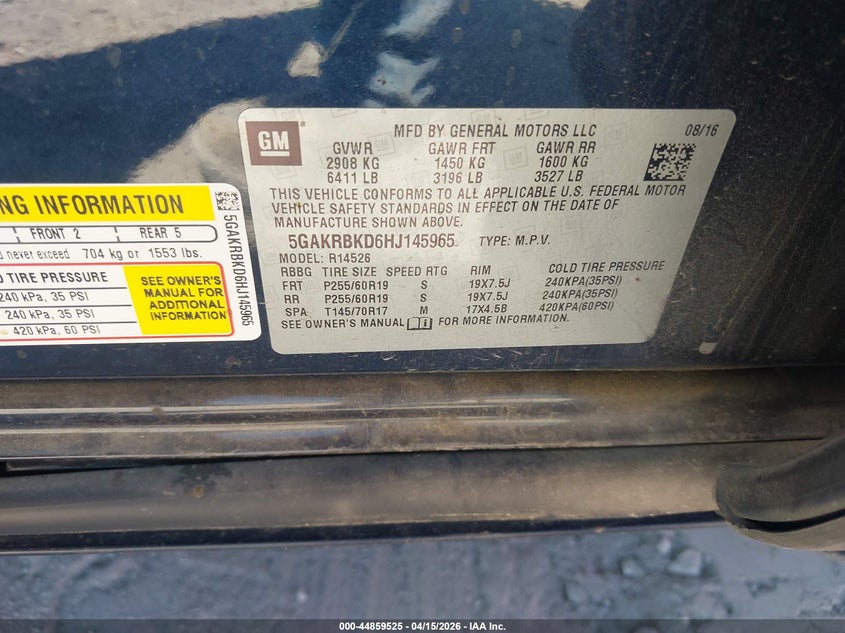 GM
MFD BY GENERAL MOTORS LLC 08/16
GVWR GAWR FRT GAWR RR
2908 KG 1450 KG 1600 KG
6411 LB 3196 LB 3527 LB
THIS VEHICLE CONFORMS TO ALL APPLICABLE U.S. FEDERAL MOTOR
VEHICLE SAFETY STANDARDS IN EFFECT ON THE DATE OF
MANUFACTURE SHOWN ABOVE.
5GAKRBKD6HJ145965 TYPE: M.P.V.
MODEL: R14526
RBBG TIRE SIZE SPEED RTG RIM COLD TIRE PRESSURE
FRT P255/60R19 S 19X7.5J 240KPA(35PSI)
RR P255/60R19 S 19X7.5J 240KPA(35PSI)
SPA T145/70R17 M 17X4.5B 420KPA(60PSI)
SEE OWNER'S MANUAL FOR MORE INFORMATION.
NG INFORMATION
FRONT 2 REAR 5
d never exceed 704 kg or 1553 lbs.
TIRE PRESSURE
240 kPa, 35 PSI
240 kPa, 35 PSI
420 kPa, 60 PSI
SEE OWNER'S
MANUAL FOR
ADDITIONAL
INFORMATION
5GAKRBKD6HJ145965
000-44859525 - 04/15/2026 - IAA Inc.